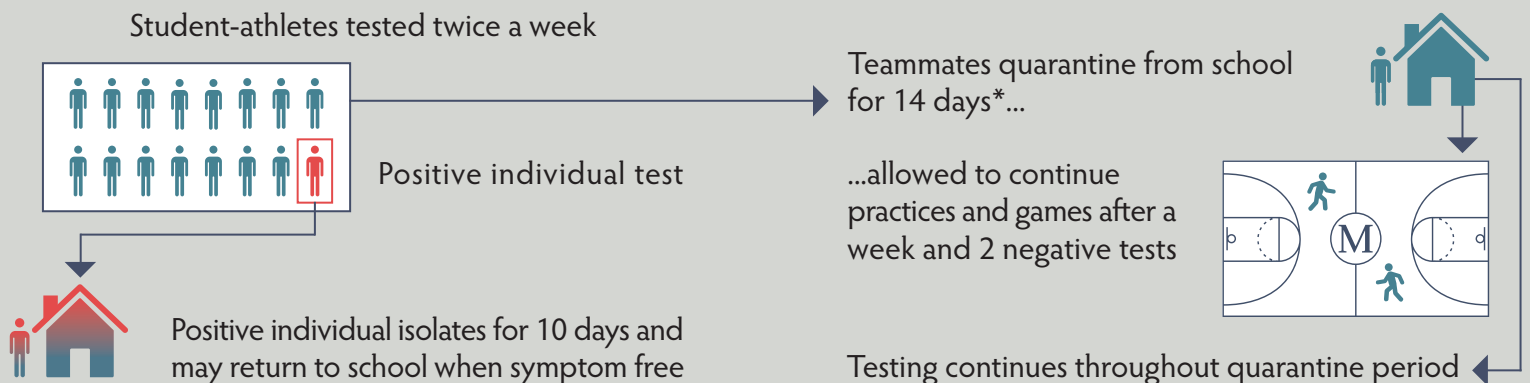 Student-athletes tested twice a week
Positive individual test
Positive individual isolates for 10 days and
may return to school when symptom free
Teammates quarantine from school
for 14 days*...
...allowed to continue
practices and games after a
week and 2 negative tests
M
Testing continues throughout quarantine period